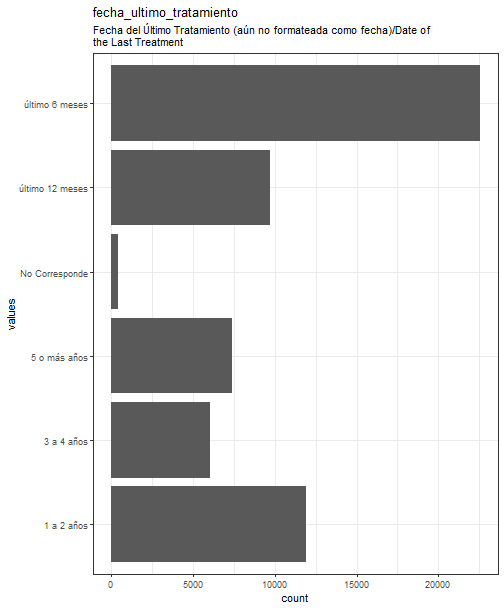 fecha_ultimo_tratamiento
Fecha del Último Tratamiento (aún no formateada como fecha)/Date of
the Last Treatment
último 6 meses
último 12 meses
No Corresponde
5 o más años
3 a 4 años
1 a 2 años
values
0 5000 10000 15000 20000
count